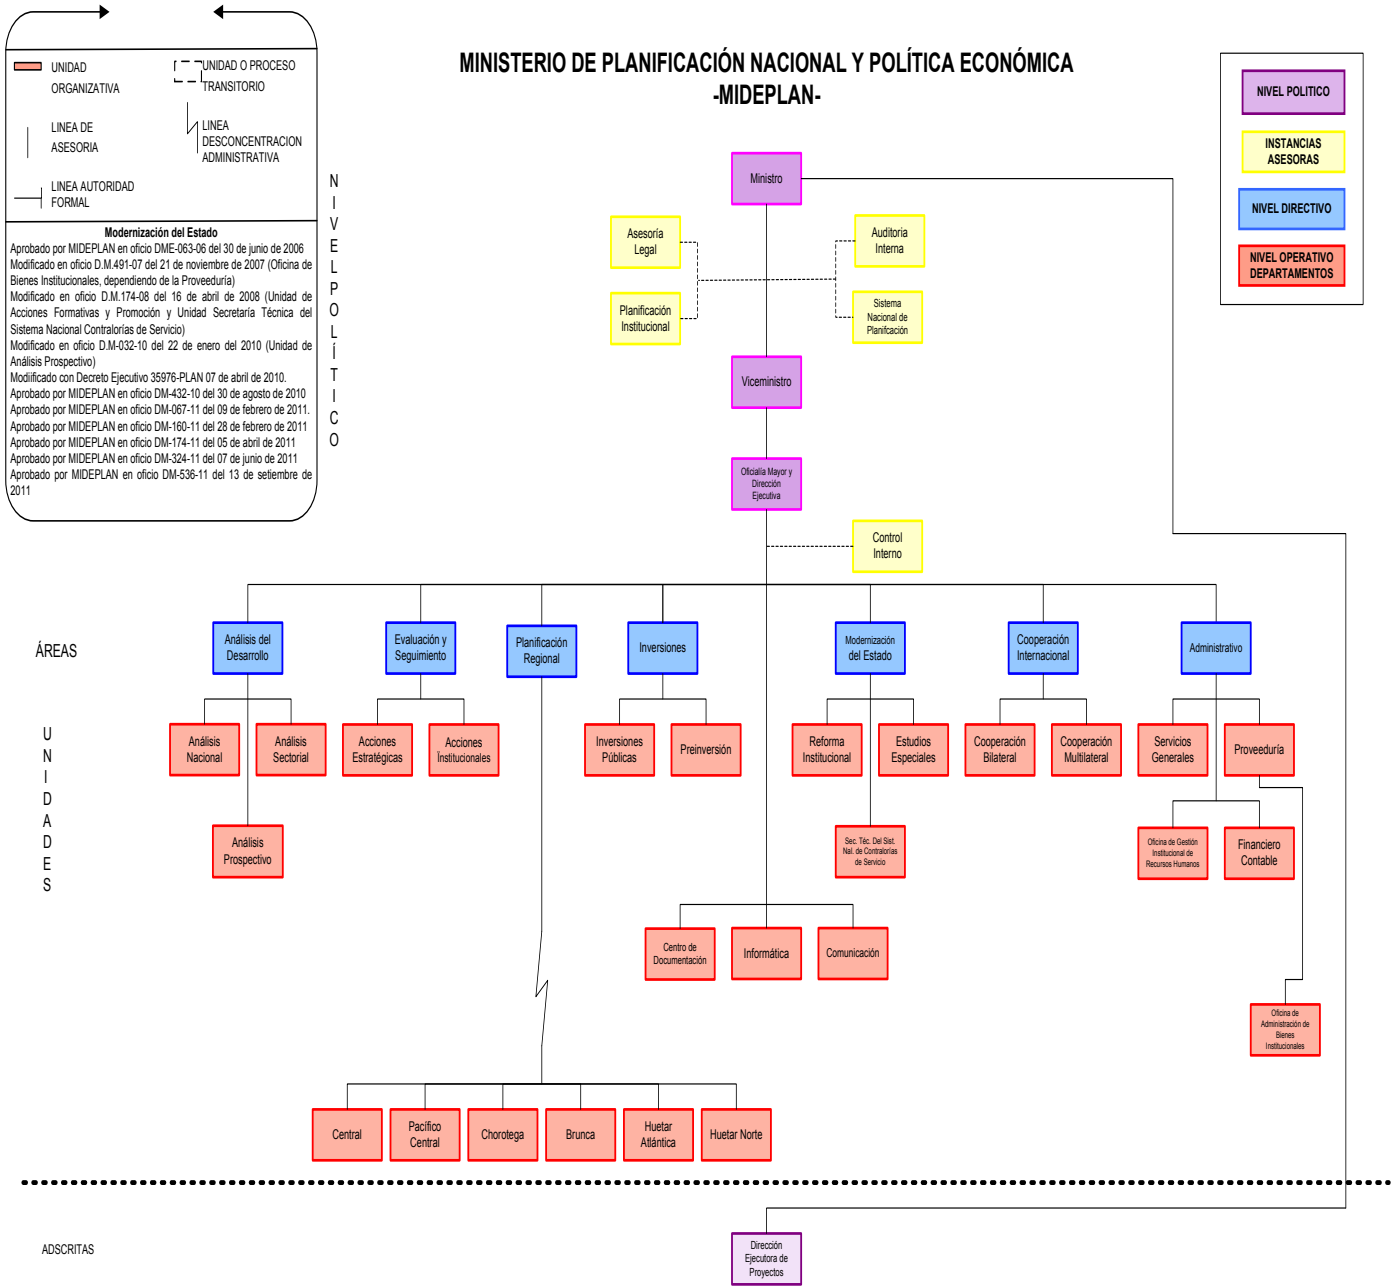 MINISTERIO DE PLANIFICACIÓN NACIONAL Y POLÍTICA ECONÓMICA
-MIDEPLAN-
UNIDAD
ORGANIZATIVA
UNIDAD O PROCESO
TRANSITORIO
LINEA DE
ASESORIA
LINEA
DESCONCENTRACION
ADMINISTRATIVA
LINEA AUTORIDAD
FORMAL
Modernización del Estado
Aprobado por MIDEPLAN en oficio DME-063-06 del 30 de junio de 2006
Modificado en oficio D.M.491-07 del 21 de noviembre de 2007 (Oficina de
Bienes Institucionales, dependiendo de la Proveeduría)
Modificado en oficio D.M.174-08 del 16 de abril de 2008 (Unidad de
Acciones Formativas y Promoción y Unidad Secretaría Técnica del
Sistema Nacional Contralorías de Servicio)
Modificado en oficio D.M-032-10 del 22 de enero del 2010 (Unidad de
Análisis Prospectivo)
Modiificado con Decreto Ejecutivo 35976-PLAN 07 de abril de 2010.
Aprobado por MIDEPLAN en oficio DM-432-10 del 30 de agosto de 2010
Aprobado por MIDEPLAN en oficio DM-067-11 del 09 de febrero de 2011.
Aprobado por MIDEPLAN en oficio DM-160-11 del 28 de febrero de 2011
Aprobado por MIDEPLAN en oficio DM-174-11 del 05 de abril de 2011
Aprobado por MIDEPLAN en oficio DM-324-11 del 07 de junio de 2011
Aprobado por MIDEPLAN en oficio DM-536-11 del 13 de setiembre de
2011
NIVEL POLÍTICO
NIVEL POLITICO
INSTANCIAS
ASESORAS
NIVEL DIRECTIVO
NIVEL OPERATIVO
DEPARTAMENTOS
Ministro
Asesoría
Legal
Auditoria
Interna
Planificación
Institucional
Sistema
Nacional de
Planifcación
Viceministro
Oficialía Mayor y
Dirección
Ejecutiva
Control
Interno
ÁREAS
Análisis del
Desarrollo
Evaluación y
Seguimiento
Planificación
Regional
Inversiones
Modernización
del Estado
Cooperación
Internacional
Administrativo
UNIDADES
Análisis
Nacional
Análisis
Sectorial
Acciones
Estratégicas
Acciones
Ïnstitucionales
Inversiones
Públicas
Preinversión
Reforma
Institucional
Estudios
Especiales
Cooperación
Bilateral
Cooperación
Multilateral
Servicios
Generales
Proveeduría
Análisis
Prospectivo
Sec. Téc. Del Sist.
Nal. de Contralorías
de Servicio
Oficina de Gestión
Institucional de
Recursos Humanos
Financiero
Contable
Centro de
Documentación
Informática
Comunicación
Oficina de
Administración de
Bienes
Institucionales
Central
Pacífico
Central
Chorotega
Brunca
Huetar
Atlántica
Huetar Norte
ADSCRITAS
Dirección
Ejecutora de
Proyectos